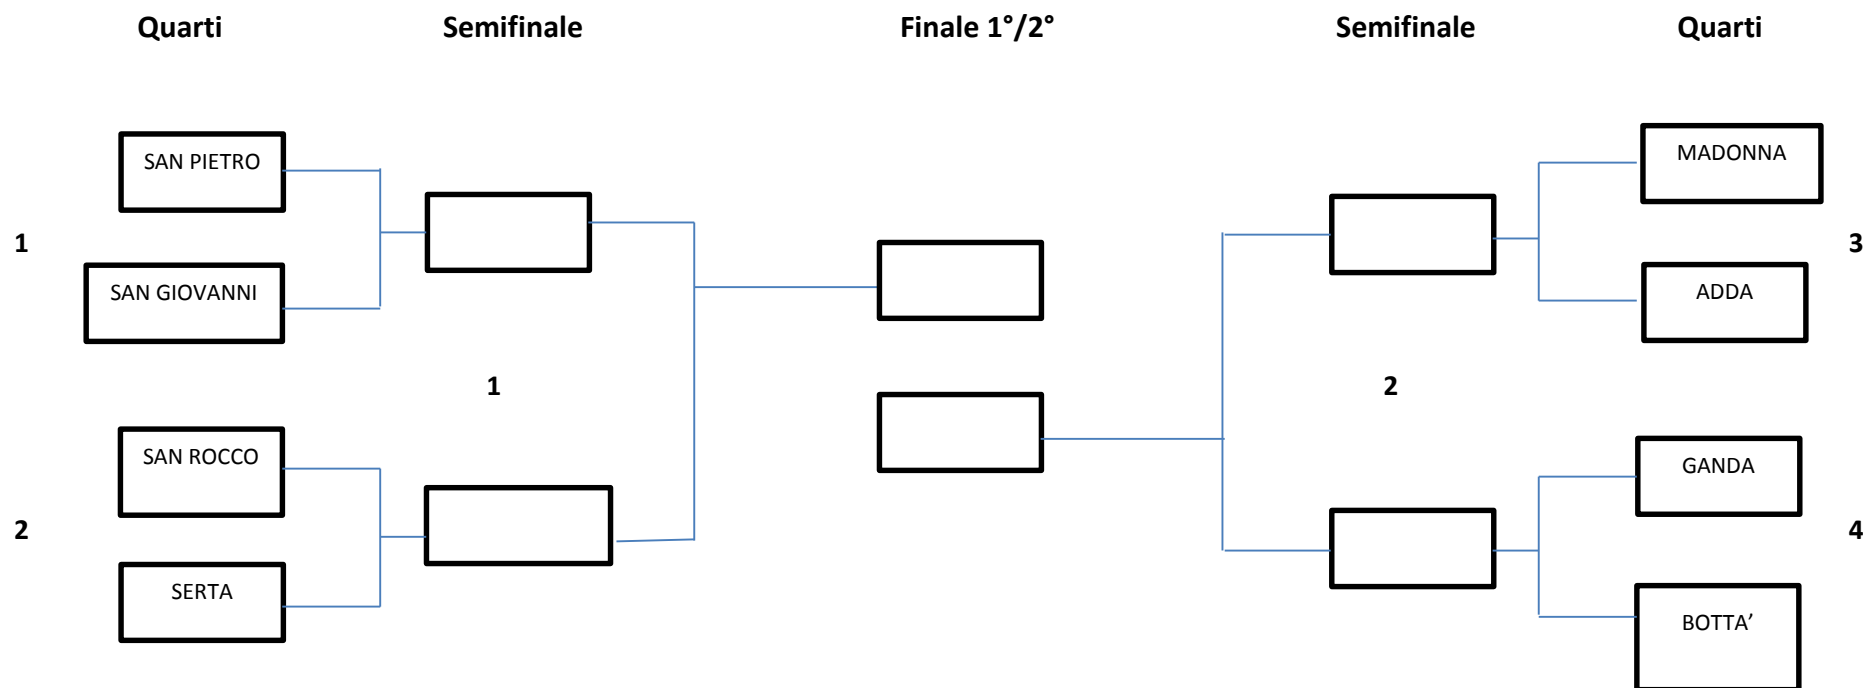 Quarti Semifinale Finale 1°/2° Semifinale Quarti
SAN PIETRO
MADONNA
1
3
SAN GIOVANNI
ADDA
1
2
SAN ROCCO
GANDA
2
4
SERTA
BOTTA’